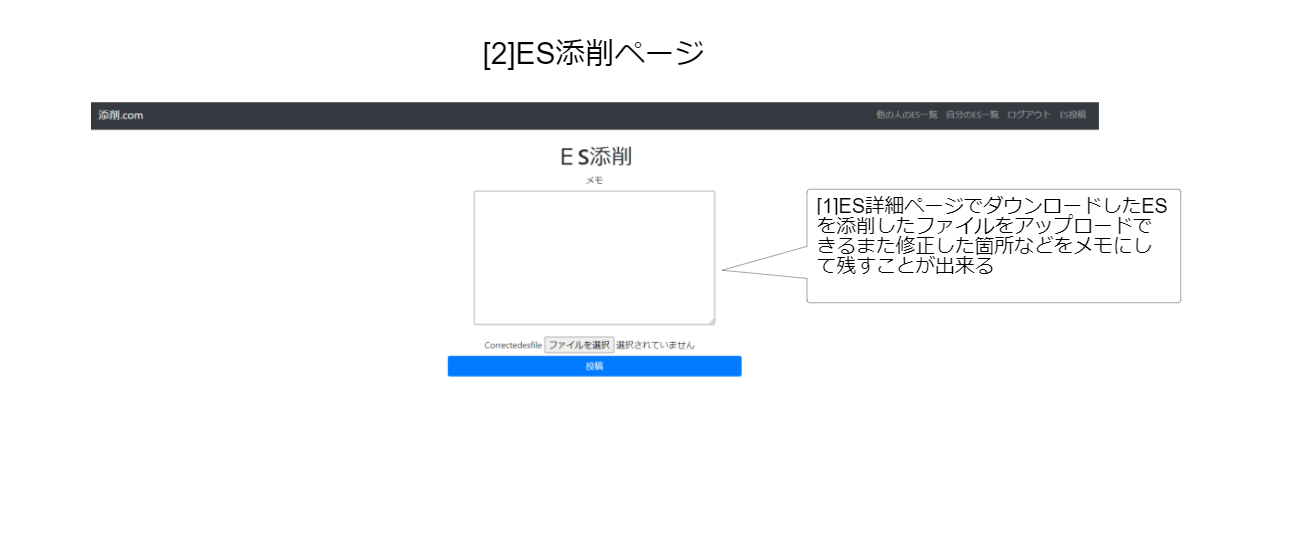 [2]ES添削ページ
添削.com
他の人のES一覧 自分のES一覧 ログアウト ES投稿
ＥS添削
メモ
[1]ES詳細ページでダウンロードしたES
を添削したファイルをアップロードで
きるまた修正した箇所などをメモにし
て残すことが出来る
Correctedesfile ファイルを選択 選択されていません
投稿